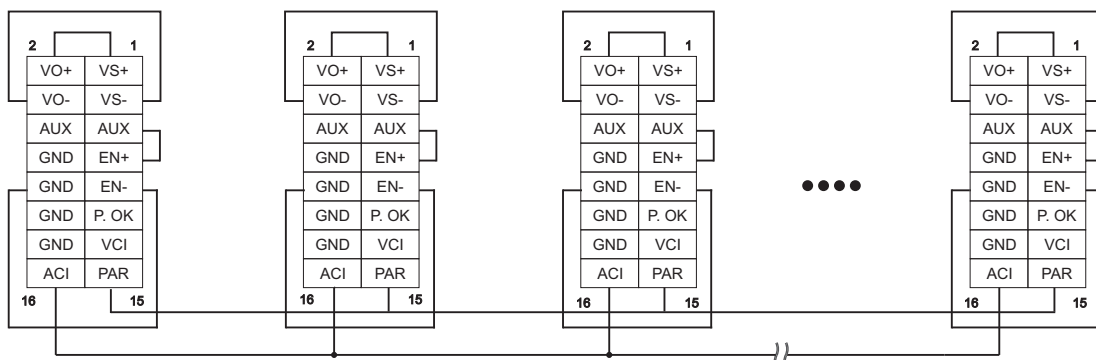 2 1 2 1 2 1 2 1
VO+ VS+ VO+ VS+ VO+ VS+ VO+ VS+
VO- VS- VO- VS- VO- VS- VO- VS-
AUX AUX AUX AUX AUX AUX AUX AUX
GND EN+ GND EN+ GND EN+ GND EN+
GND EN- GND EN- GND EN- GND EN-
GND P. OK GND P. OK GND P. OK GND P. OK
GND VCI GND VCI GND VCI GND VCI
ACI PAR ACI PAR ACI PAR ACI PAR
16 15 16 15 16 15 16 15